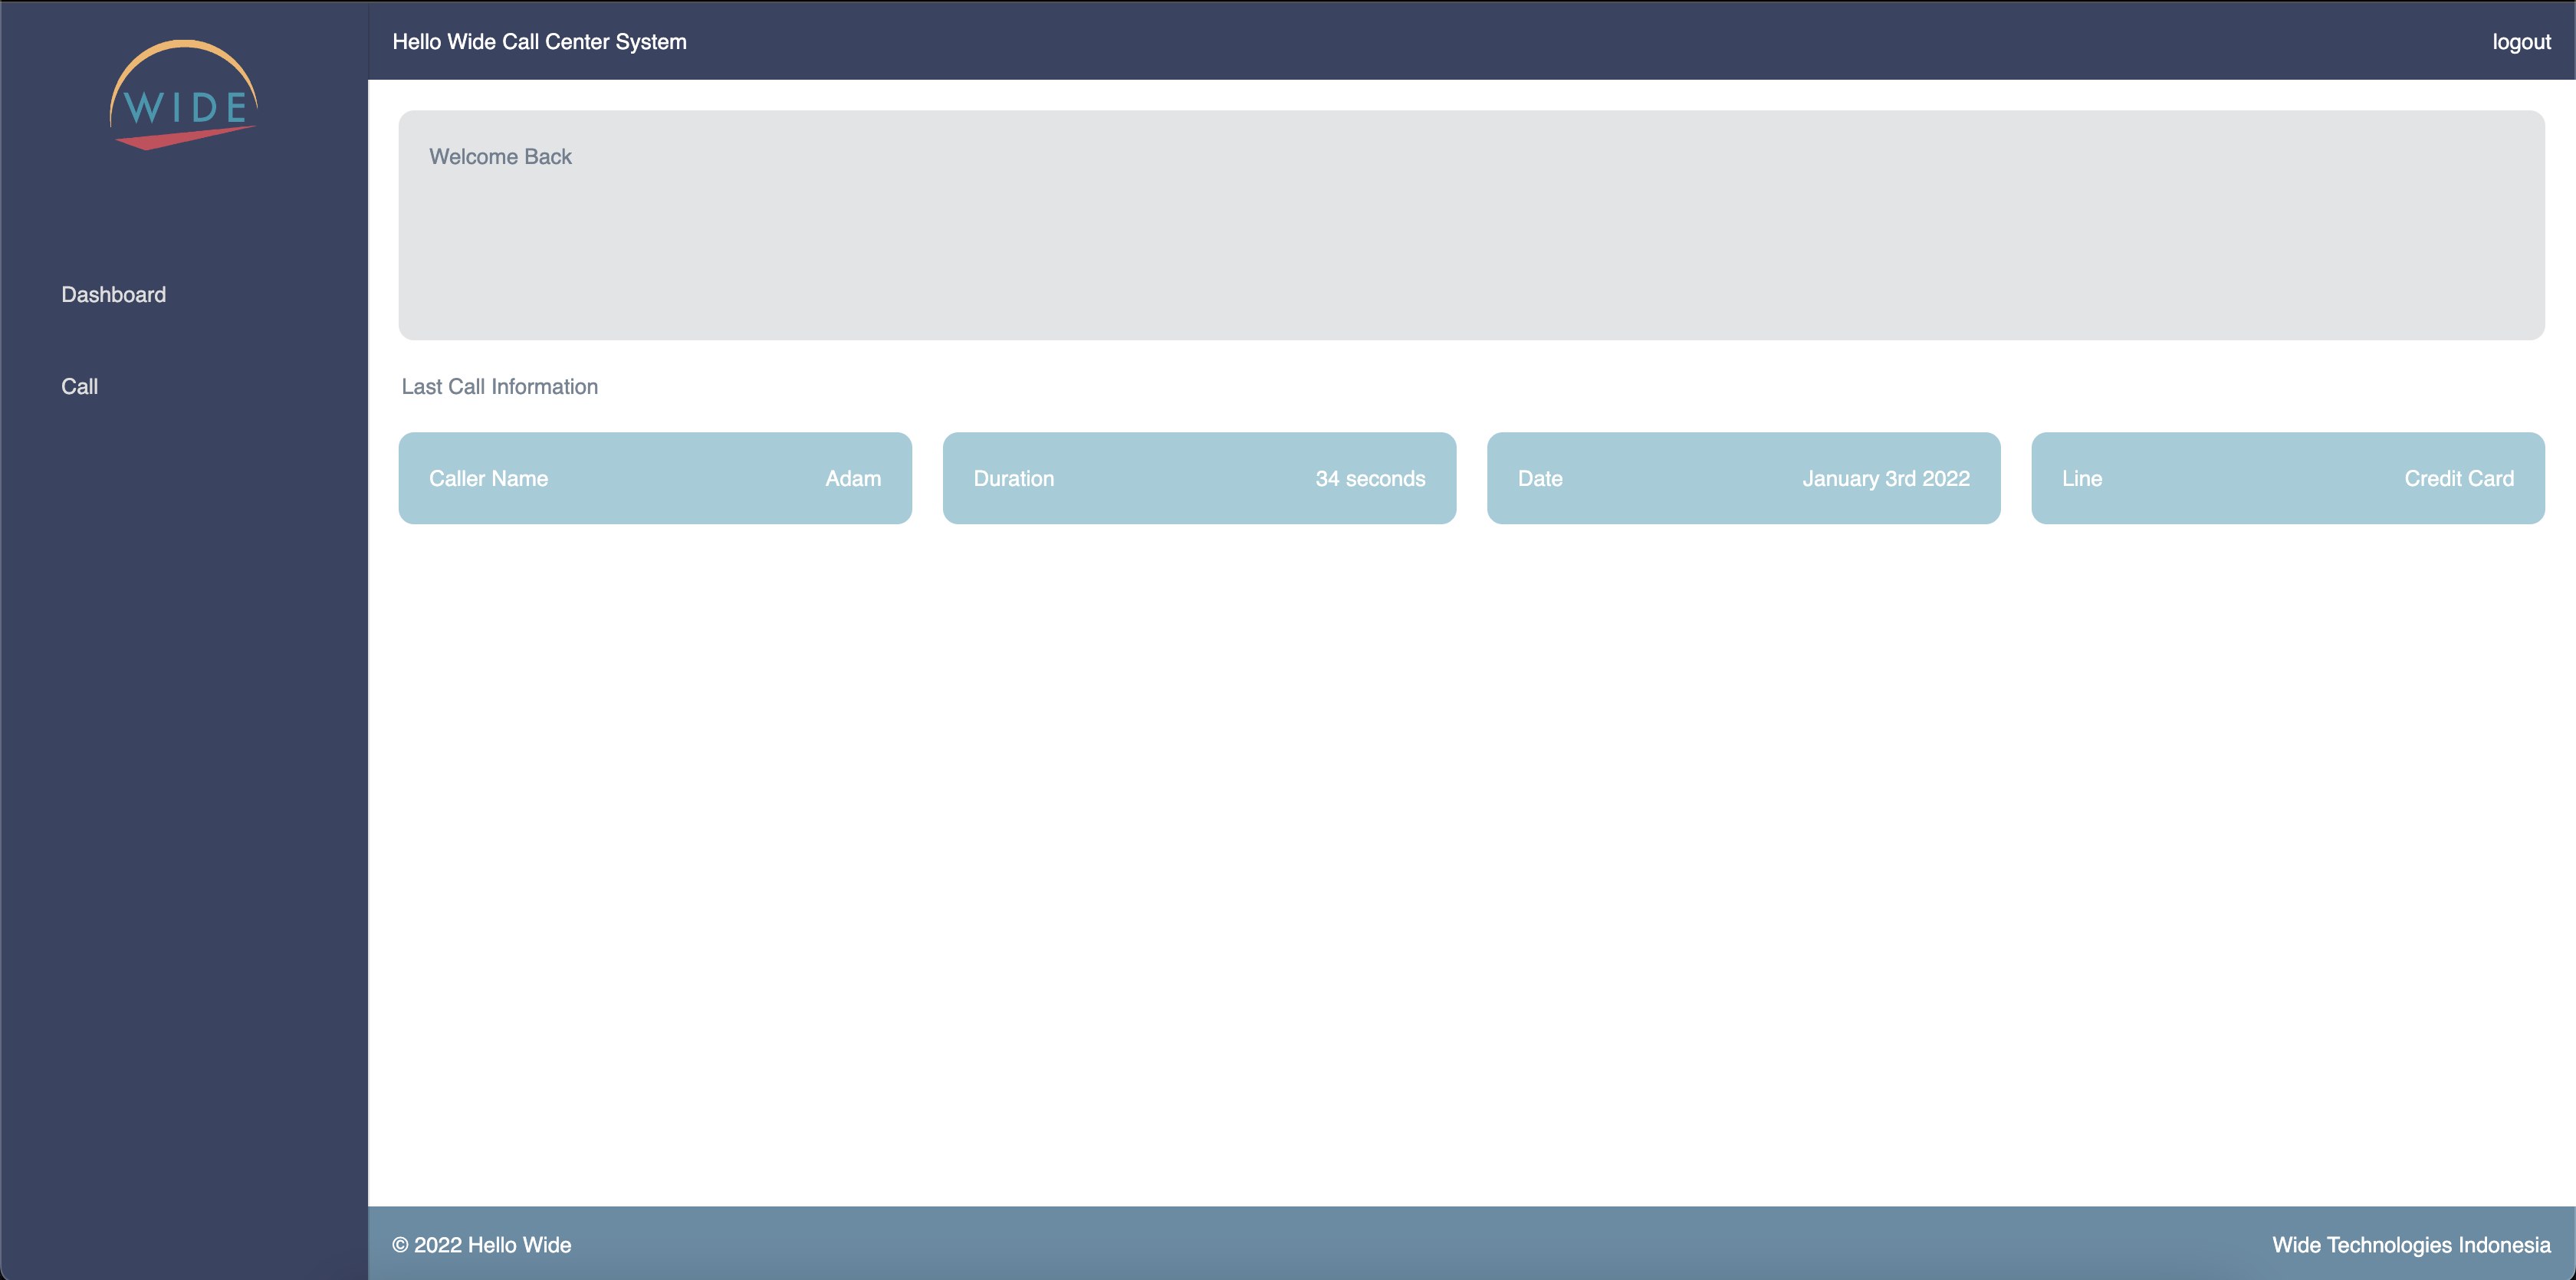 WIDE
Dashboard
Call
Hello Wide Call Center System
logout
Welcome Back
Last Call Information
Caller Name Adam
Duration 34 seconds
Date January 3rd 2022
Line Credit Card
© 2022 Hello Wide
Wide Technologies Indonesia